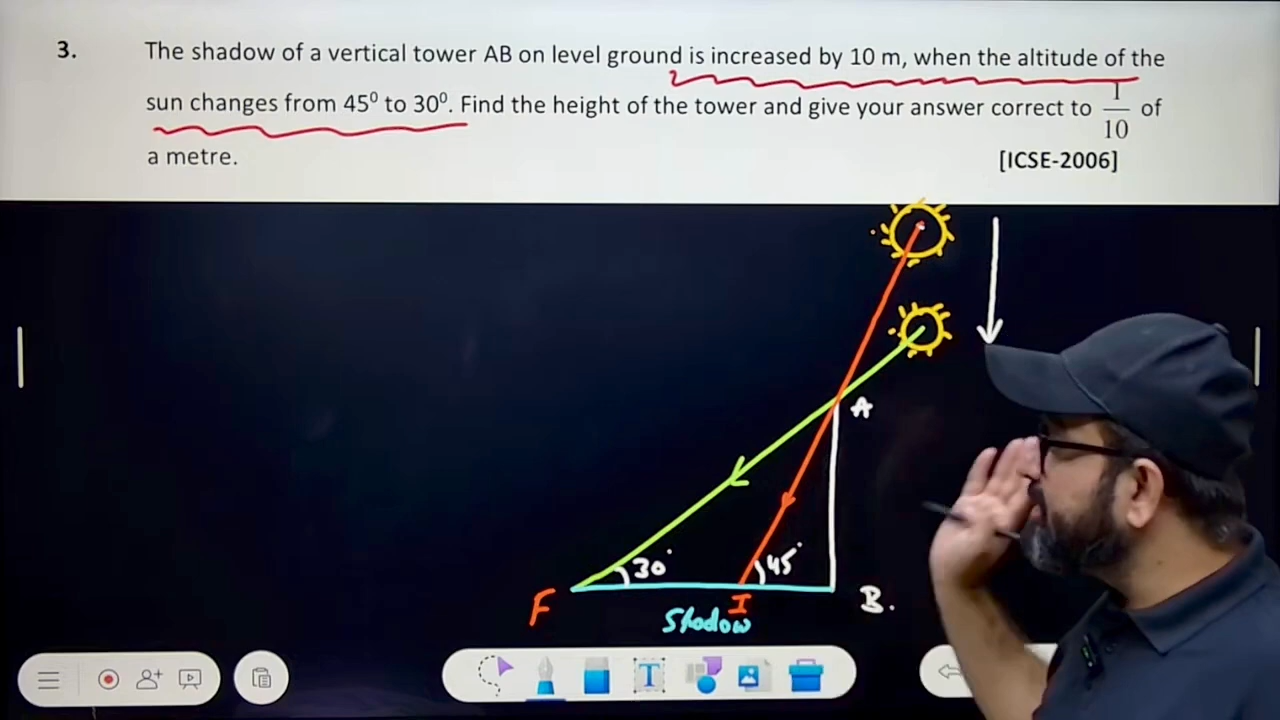 3. The shadow of a vertical tower AB on level ground is increased by 10 m, when the altitude of the
sun changes from 45⁰ to 30⁰. Find the height of the tower and give your answer correct to 1/10 of
a metre. [ICSE-2006]
A
30° 45°
F I B.
Shadow
T